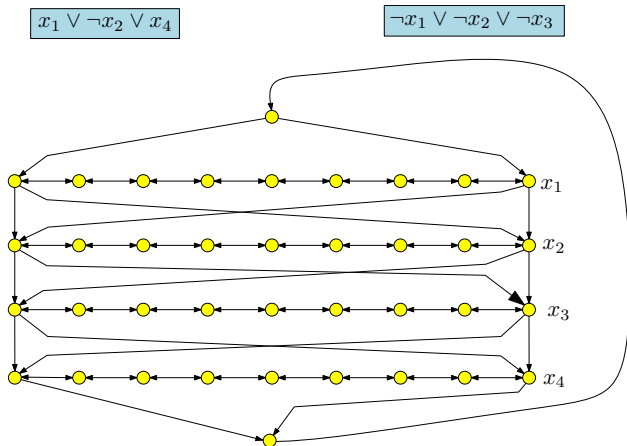 x₁ ∨ ¬x₂ ∨ x₄
¬x₁ ∨ ¬x₂ ∨ ¬x₃
x₁
x₂
x₃
x₄